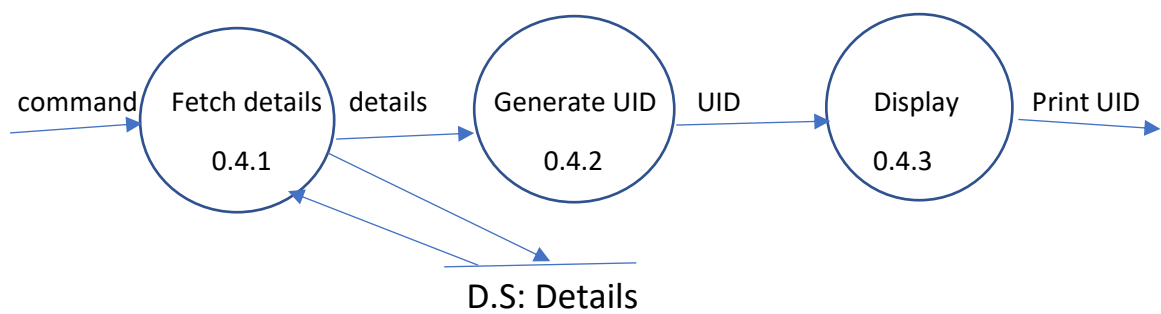 command
Fetch details
0.4.1
details
Generate UID
0.4.2
UID
Display
0.4.3
Print UID
D.S: Details